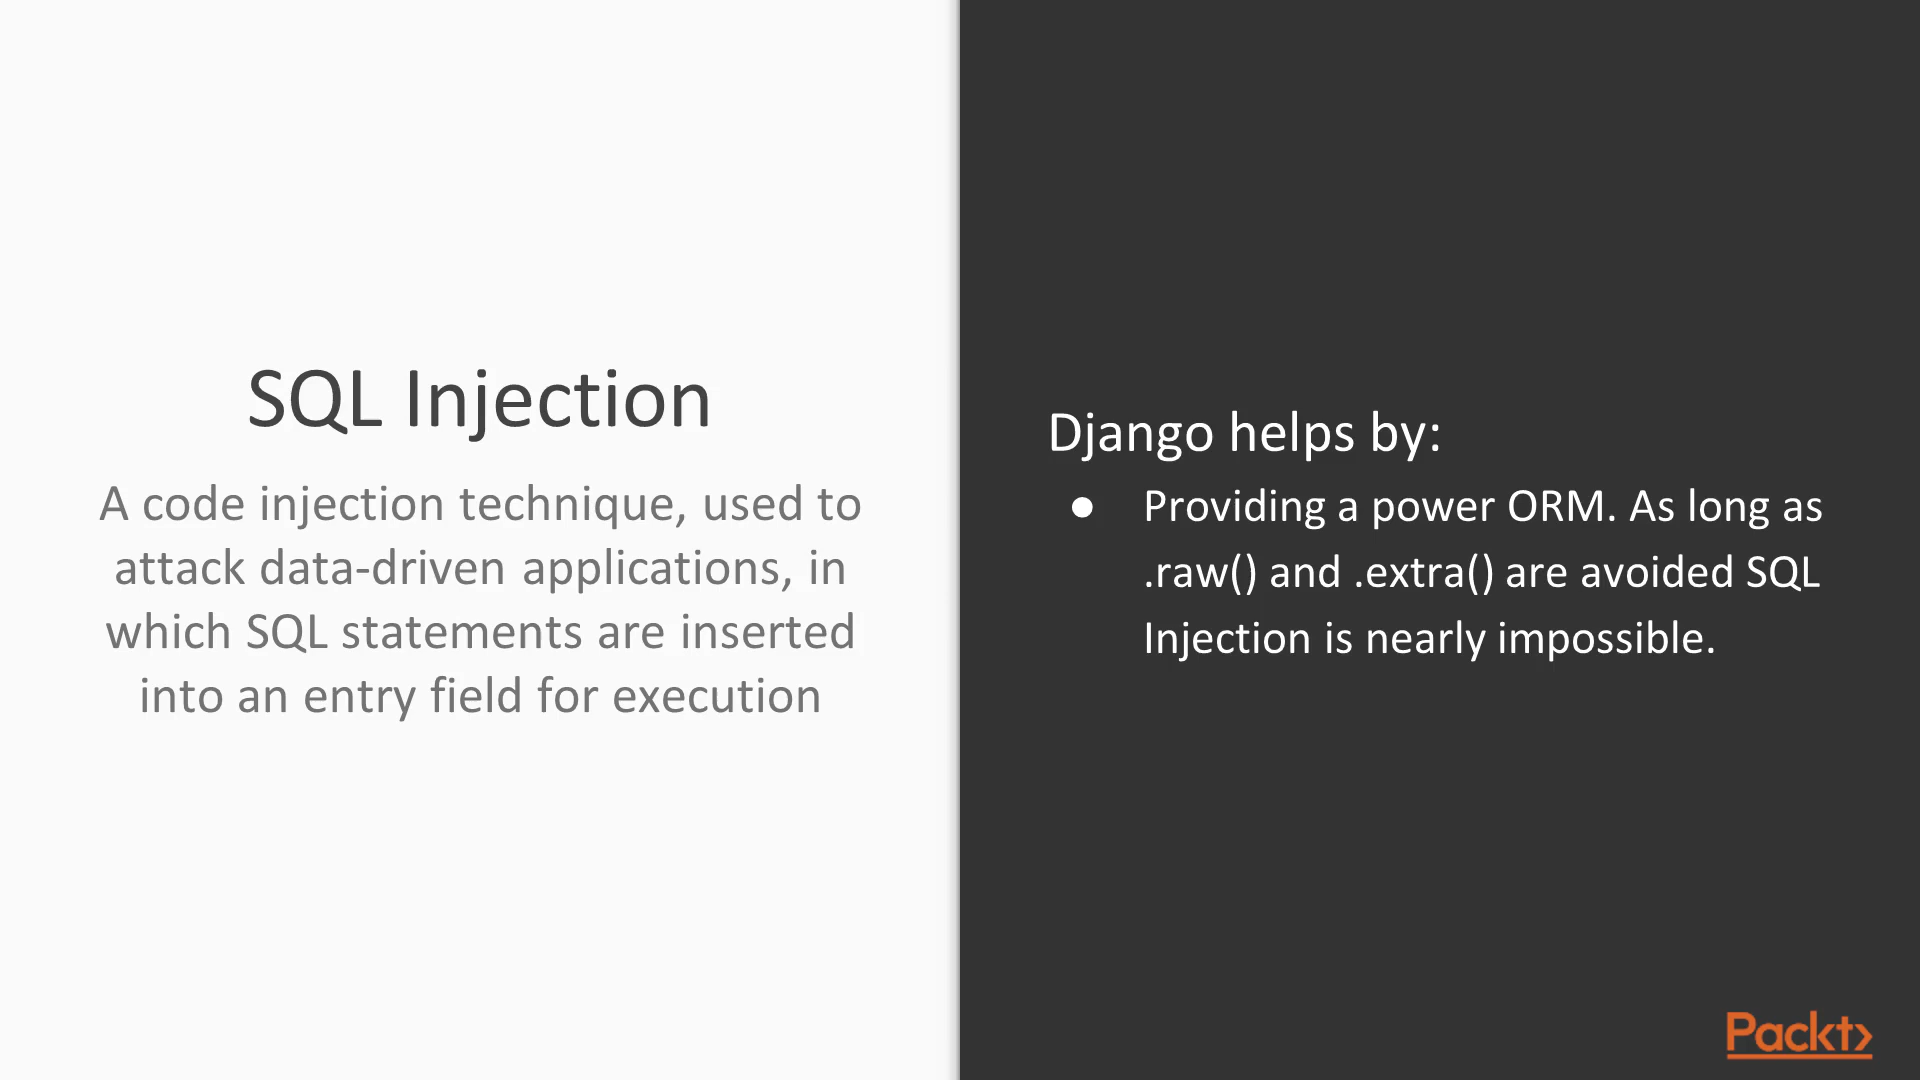 SQL Injection
A code injection technique, used to
attack data-driven applications, in
which SQL statements are inserted
into an entry field for execution
Django helps by:
● Providing a power ORM. As long as
.raw() and .extra() are avoided SQL
Injection is nearly impossible.
Packt>